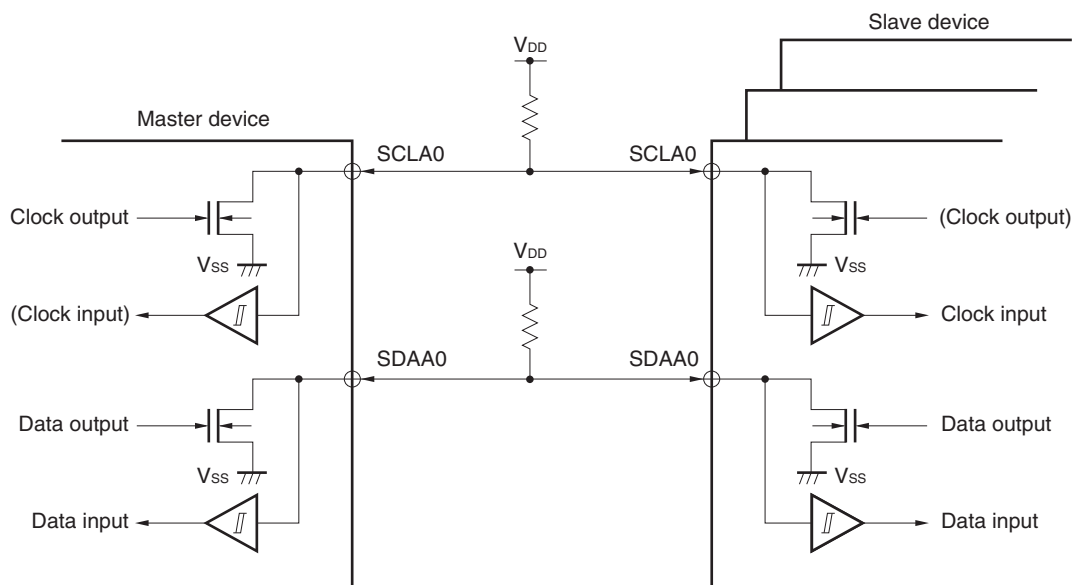 Slave device
VDD
Master device
SCLA0
SCLA0
Clock output
(Clock output)
VSS
VSS
VDD
(Clock input)
Clock input
SDAA0
SDAA0
Data output
Data output
VSS
VSS
Data input
Data input